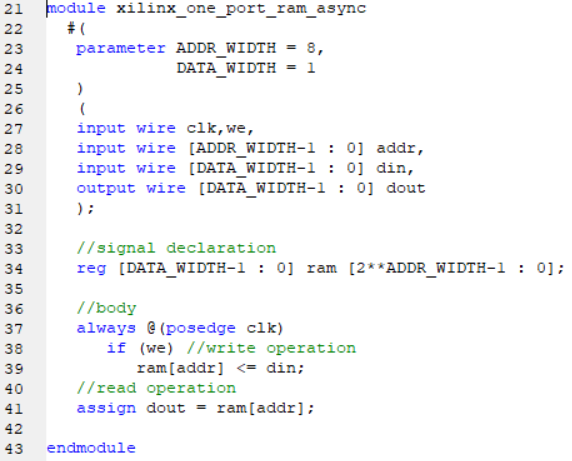 21 module xilinx_one_port_ram_async
22 #(
23 parameter ADDR_WIDTH = 8,
24 DATA_WIDTH = 1
25 )
26 (
27 input wire clk,we,
28 input wire [ADDR_WIDTH-1 : 0] addr,
29 input wire [DATA_WIDTH-1 : 0] din,
30 output wire [DATA_WIDTH-1 : 0] dout
31 );
32
33 //signal declaration
34 reg [DATA_WIDTH-1 : 0] ram [2**ADDR_WIDTH-1 : 0];
35
36 //body
37 always @(posedge clk)
38 if (we) //write operation
39 ram[addr] <= din;
40 //read operation
41 assign dout = ram[addr];
42
43 endmodule